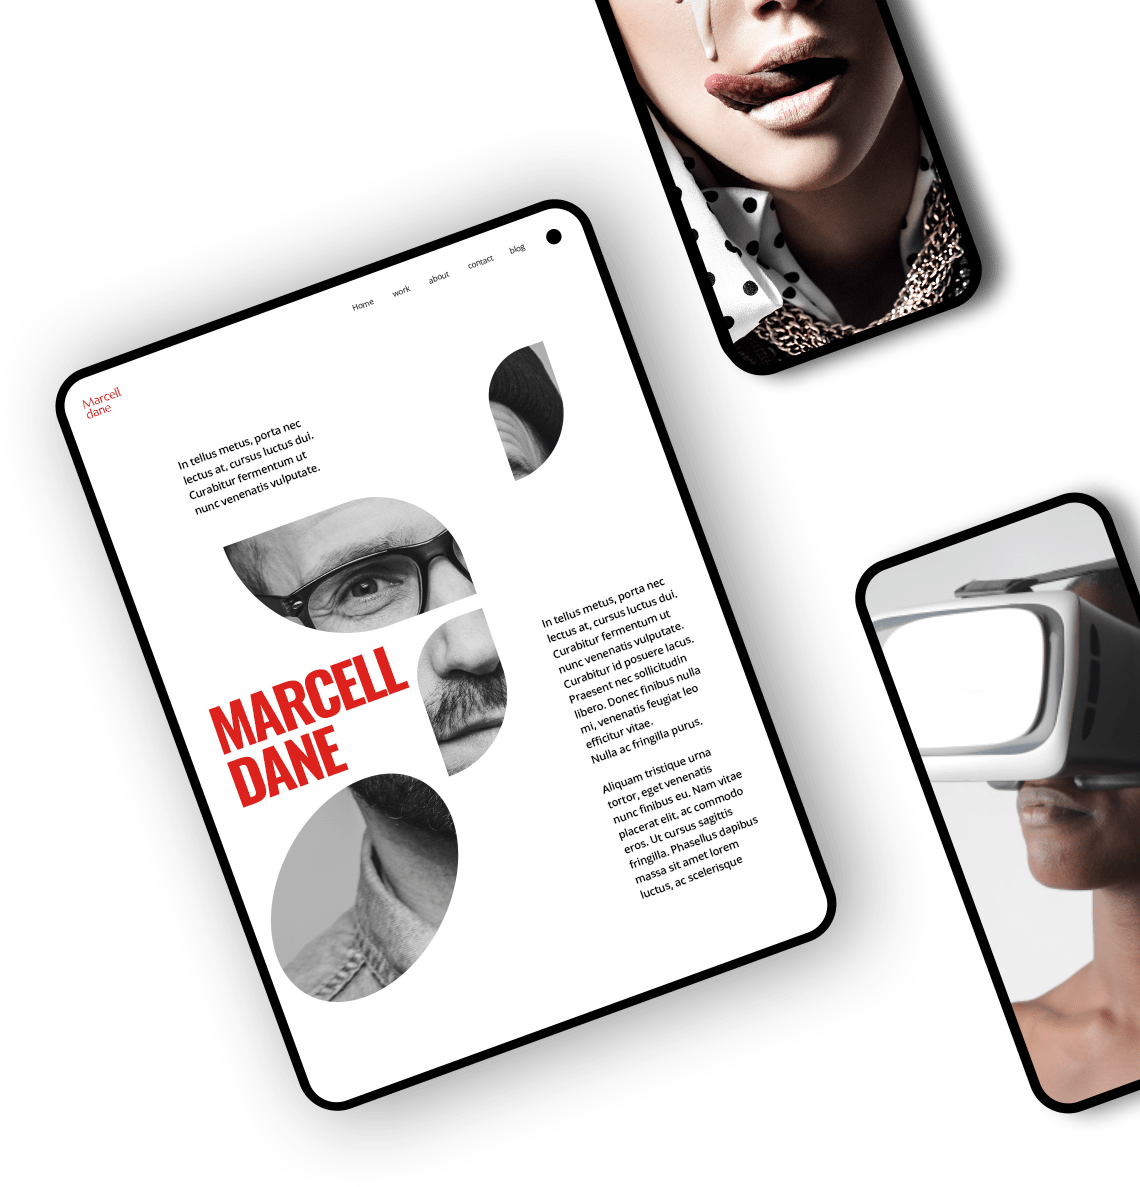 Home work about contact blog
Marcell
dane
In tellus metus, porta nec
lectus at, cursus luctus dui.
Curabitur fermentum ut
nunc venenatis vulputate.
MARCELL
DANE
In tellus metus, porta nec
lectus at, cursus luctus dui.
Curabitur fermentum ut
nunc venenatis vulputate.
Curabitur id posuere lacus.
Praesent nec sollicitudin
libero. Donec finibus nulla
mi, venenatis feugiat leo
efficitur vitae.
Nulla ac fringilla purus.
Aliquam tristique urna
tortor, eget venenatis
nunc finibus eu. Nam vitae
placerat elit, ac commodo
eros. Ut cursus sagittis
fringilla. Phasellus dapibus
massa sit amet lorem
luctus, ac scelerisque